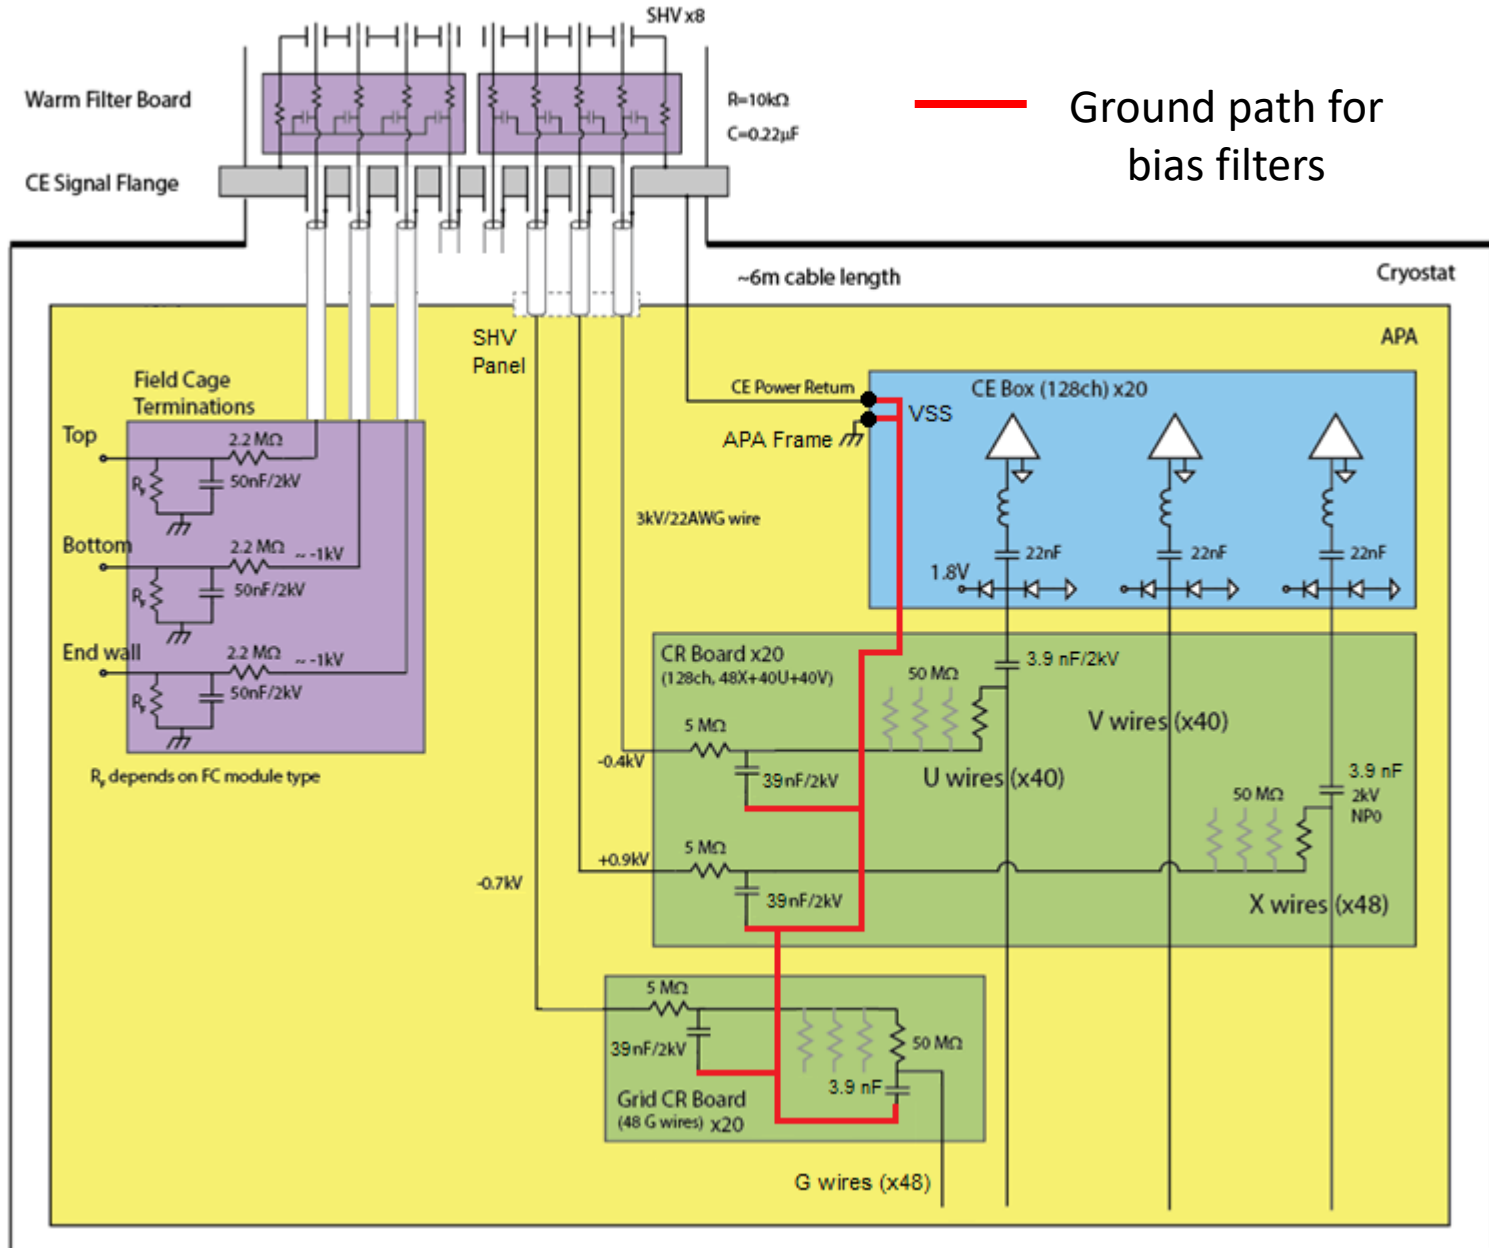 SHV x8
Warm Filter Board
R=10kΩ
C=0.22µF
Ground path for
bias filters
CE Signal Flange
~6m cable length
Cryostat
APA
SHV
Panel
Field Cage
Terminations
CE Power Return
CE Box (128ch) x20
VSS
APA Frame
Top
2.2 MΩ
R_F
50nF/2kV
3kV/22AWG wire
Bottom
2.2 MΩ
~ -1kV
R_F
50nF/2kV
22nF
22nF
22nF
1.8V
End wall
2.2 MΩ
~ -1kV
R_F
50nF/2kV
CR Board x20
(128ch, 48X+40U+40V)
3.9 nF/2kV
50 MΩ
V wires (x40)
5 MΩ
-0.4kV
39nF/2kV
U wires (x40)
R_F depends on FC module type
3.9 nF
2kV
NP0
50 MΩ
5 MΩ
+0.9kV
-0.7kV
39nF/2kV
X wires (x48)
5 MΩ
39nF/2kV
50 MΩ
3.9 nF
Grid CR Board
(48 G wires) x20
G wires (x48)